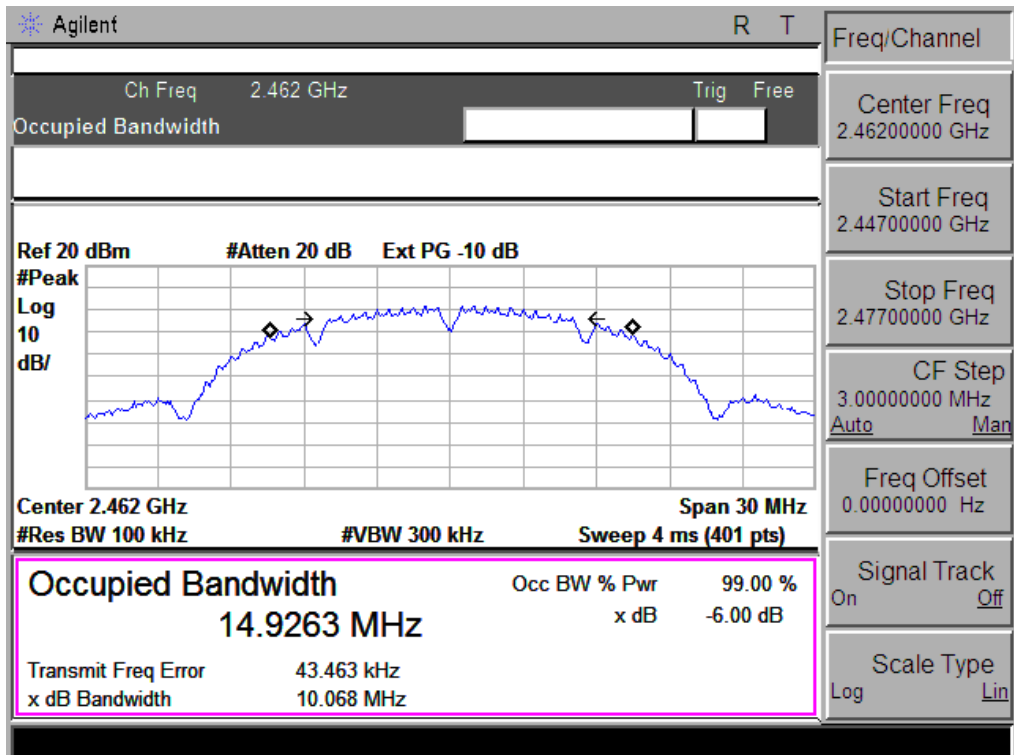 Agilent R T
Freq/Channel
Ch Freq 2.462 GHz Trig Free
Occupied Bandwidth
Center Freq
2.46200000 GHz
Start Freq
2.44700000 GHz
Ref 20 dBm #Atten 20 dB Ext PG -10 dB
#Peak
Log
10
dB/
Stop Freq
2.47700000 GHz
CF Step
3.00000000 MHz
Auto Man
Center 2.462 GHz Span 30 MHz
#Res BW 100 kHz #VBW 300 kHz Sweep 4 ms (401 pts)
Freq Offset
0.00000000 Hz
Occupied Bandwidth Occ BW % Pwr 99.00 %
14.9263 MHz x dB -6.00 dB
Transmit Freq Error 43.463 kHz
x dB Bandwidth 10.068 MHz
Signal Track
On Off
Scale Type
Log Lin